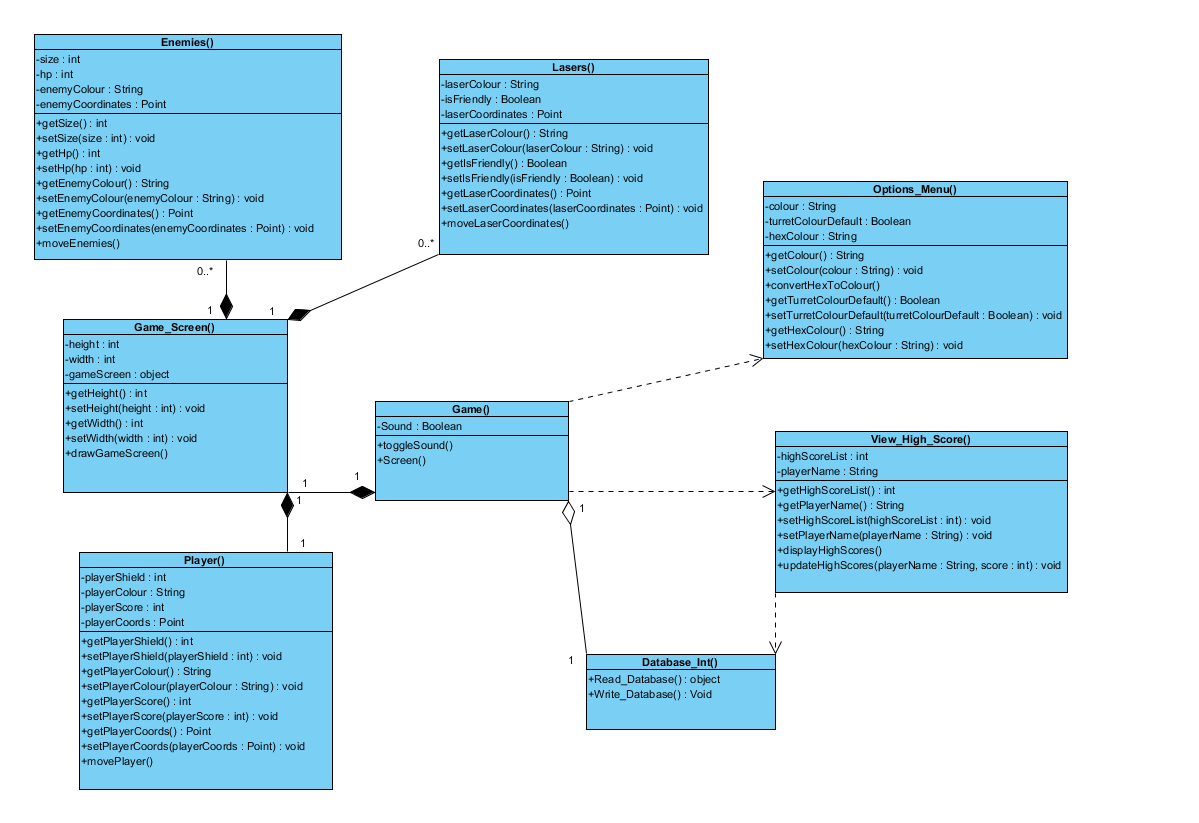 Enemies()
-size : int
-hp : int
-enemyColour : String
-enemyCoordinates : Point
+getSize() : int
+setSize(size : int) : void
+getHp() : int
+setHp(hp : int) : void
+getEnemyColour() : String
+setEnemyColour(enemyColour : String) : void
+getEnemyCoordinates() : Point
+setEnemyCoordinates(enemyCoordinates : Point) : void
+moveEnemies()
Lasers()
-laserColour : String
-isFriendly : Boolean
-laserCoordinates : Point
+getLaserColour() : String
+setLaserColour(laserColour : String) : void
+getIsFriendly() : Boolean
+setIsFriendly(isFriendly : Boolean) : void
+getLaserCoordinates() : Point
+setLaserCoordinates(laserCoordinates : Point) : void
+moveLaserCoordinates()
Options_Menu()
-colour : String
-turretColourDefault : Boolean
-hexColour : String
+getColour() : String
+setColour(colour : String) : void
+convertHexToColour()
+getTurretColourDefault() : Boolean
+setTurretColourDefault(turretColourDefault : Boolean) : void
+getHexColour() : String
+setHexColour(hexColour : String) : void
0..*
0..*
1
1
Game_Screen()
-height : int
-width : int
-gameScreen : object
+getHeight() : int
+setHeight(height : int) : void
+getWidth() : int
+setWidth(width : int) : void
+drawGameScreen()
Game()
-Sound : Boolean
+toggleSound()
+Screen()
View_High_Score()
-highScoreList : int
-playerName : String
+getHighScoreList() : int
+getPlayerName() : String
+setHighScoreList(highScoreList : int) : void
+setPlayerName(playerName : String) : void
+displayHighScores()
+updateHighScores(playerName : String, score : int) : void
1
1
1
1
1
Player()
-playerShield : int
-playerColour : String
-playerScore : int
-playerCoords : Point
+getPlayerShield() : int
+setPlayerShield(playerShield : int) : void
+getPlayerColour() : String
+setPlayerColour(playerColour : String) : void
+getPlayerScore() : int
+setPlayerScore(playerScore : int) : void
+getPlayerCoords() : Point
+setPlayerCoords(playerCoords : Point) : void
+movePlayer()
1
Database_Int()
+Read_Database() : object
+Write_Database() : Void